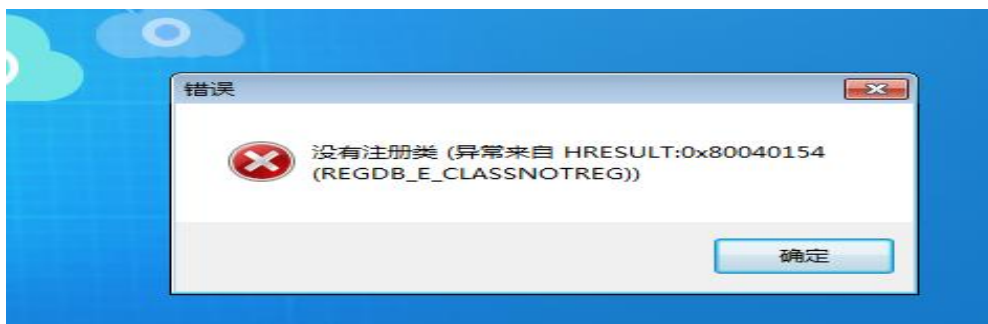 错误
没有注册类 (异常来自 HRESULT:0x80040154
(REGDB_E_CLASSNOTREG))
确定